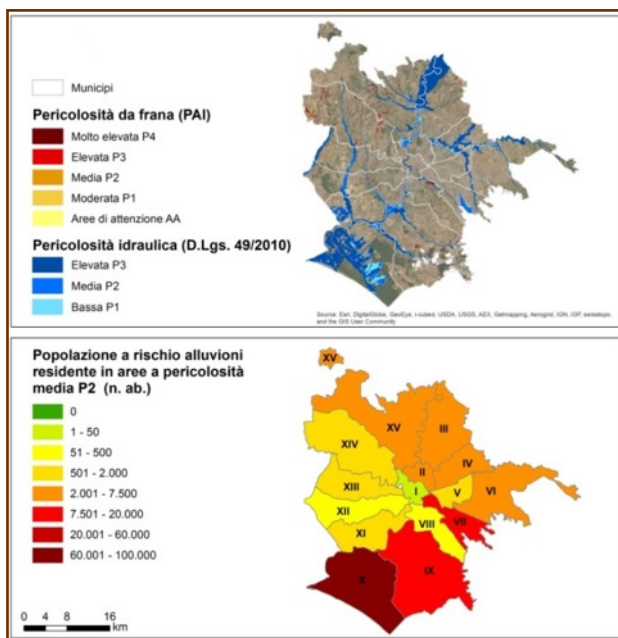 Municipi
Pericolosità da frana (PAI)
Molto elevata P4
Elevata P3
Media P2
Moderata P1
Aree di attenzione AA
Pericolosità idraulica (D.Lgs. 49/2010)
Elevata P3
Media P2
Bassa P1
Source: Esri, DigitalGlobe, GeoEye, i-cubed, USDA, USGS, AEX, Getmapping, Aerogrid, IGN, IGP, swisstopo,
and the GIS User Community
Popolazione a rischio alluvioni
residente in aree a pericolosità
media P2 (n. ab.)
0
1 - 50
51 - 500
501 - 2.000
2.001 - 7.500
7.501 - 20.000
20.001 - 60.000
60.001 - 100.000
0 4 8 16
km
XV
XV
III
XIV
IV
II
XIII
I
V
VI
XII
VIII
VII
XI
X
IX